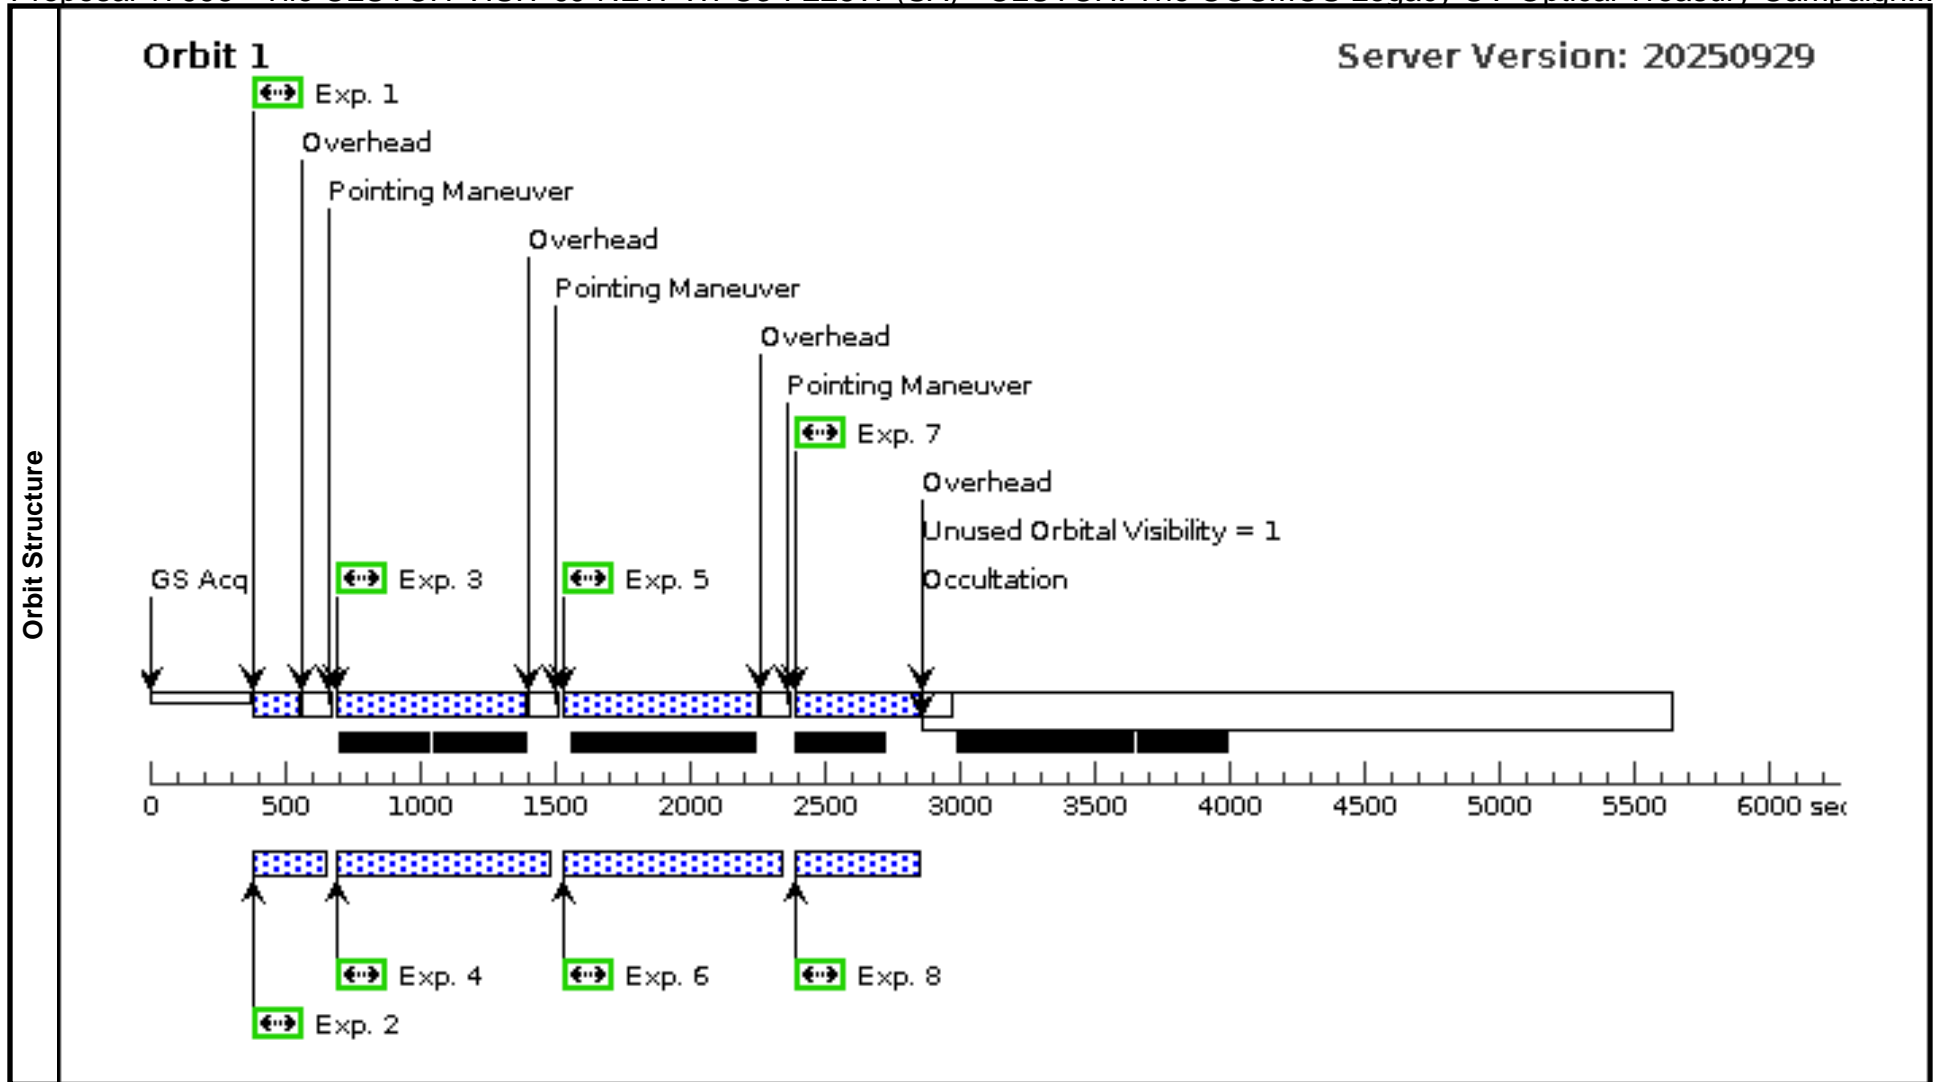 Orbit 1
Server Version: 20250929
Exp. 1
Overhead
Pointing Maneuver
Overhead
Pointing Maneuver
Overhead
Pointing Maneuver
Exp. 7
Overhead
Unused Orbital Visibility = 1
GS Acq
Exp. 3
Exp. 5
Occultation
Orbit Structure
0 500 1000 1500 2000 2500 3000 3500 4000 4500 5000 5500 6000
Exp. 4
Exp. 6
Exp. 8
Exp. 2